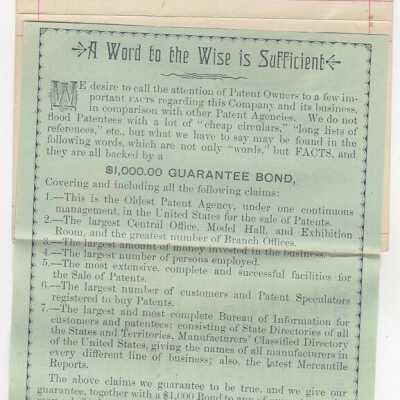 A Word to the Wise is Sufficient
WE desire to call the attention of Patent Owners to a few im-
portant FACTS regarding this Company and its business,
in comparison with other Patent Agencies. We do not
flood Patentees with a lot of "cheap circulars," "long lists of
references," etc., but what we have to say may be found in the
following words, which are not only "words," but FACTS, and
they are all backed by a
$1,000.00 GUARANTEE BOND,
Covering and including all the following claims:
1.—This is the Oldest Patent Agency, under one continuous
management, in the United States for the sale of Patents.
2.—The largest Central Office, Model Hall, and Exhibition
Room, and the greatest number of Branch Offices.
3.—The largest amount of money invested in the business.
4.—The largest number of persons employed.
5.—The most extensive, complete and successful facilities for
the Sale of Patents.
6.—The largest number of customers and Patent Speculators
registered to buy Patents.
7.—The largest and most complete Bureau of Information for
customers and patentees; consisting of State Directories of all
the States and Territories, Manufacturers' Classified Directory
of the United States, giving the names of all manufacturers in
every different line of business; also, the latest Mercantile
Reports.
The above claims we guarantee to be true, and we give our
guarantee, together with a $1,000 Bond to any of our